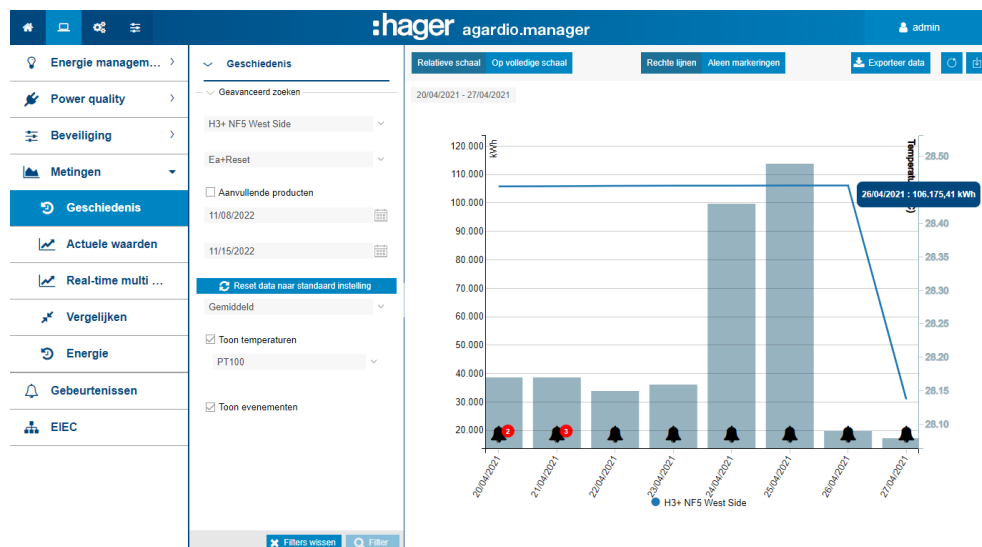 :hager agardio.manager
admin
Energie managem...
Power quality
Beveiliging
Metingen
Geschiedenis
Actuele waarden
Real-time multi ...
Vergelijken
Energie
Gebeurtenissen
EIEC
Geschiedenis
Geavanceerd zoeken
H3+ NF5 West Side
Ea+Reset
Aanvullende producten
11/08/2022
11/15/2022
Reset data naar standaard instelling
Gemiddeld
Toon temperaturen
PT100
Toon evenementen
Filters wissen
Filter
Relatieve schaal Op volledige schaal
Rechte lijnen Aleen markeringen
Exporteer data
20/04/2021 - 27/04/2021
kWh
120.000
110.000
100.000
90.000
80.000
70.000
60.000
50.000
40.000
30.000
20.000
28.50
28.40
28.35
28.30
28.25
28.20
28.15
28.10
26/04/2021 : 106.175,41 kWh
2
3
20/04/2021
21/04/2021
22/04/2021
23/04/2021
24/04/2021
25/04/2021
26/04/2021
27/04/2021
H3+ NF5 West Side